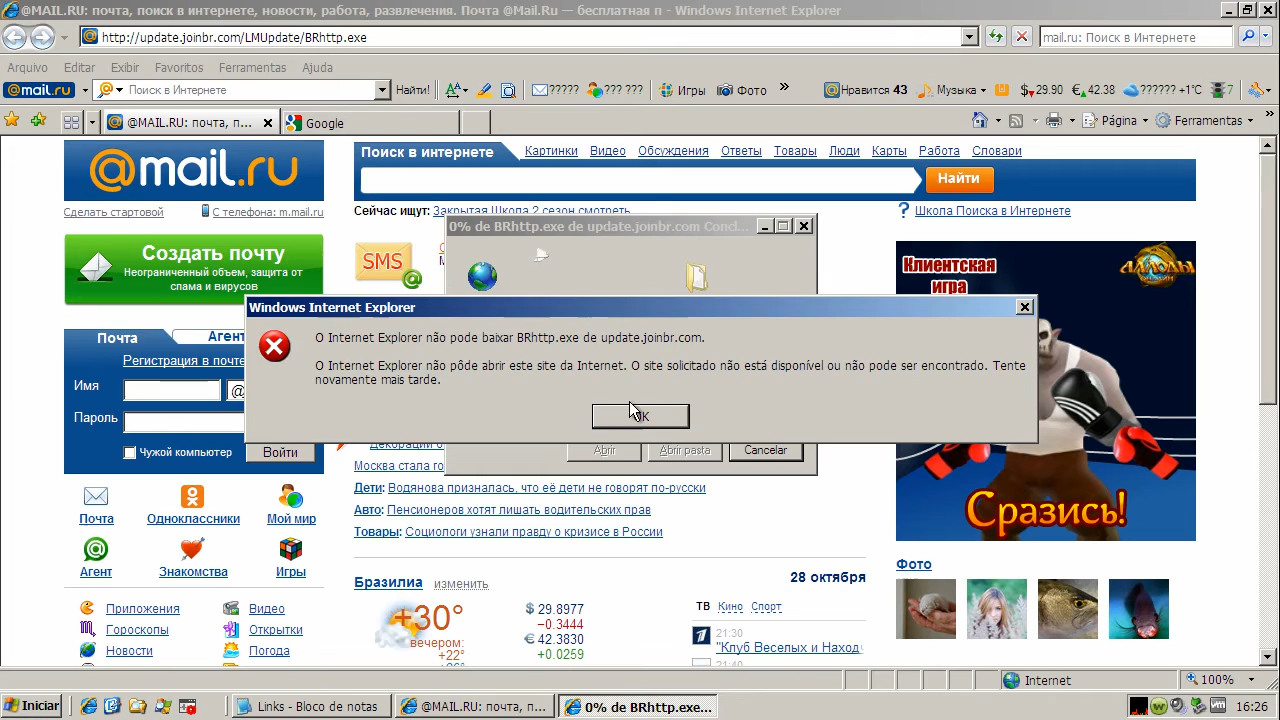 @MAIL.RU: почта, поиск в интернете, новости, работа, развлечения. Почта @Mail.Ru — бесплатная п - Windows Internet Explorer
http://update.joinbr.com/LMUpdate/BRhttp.exe
mail.ru: Поиск в Интернете
Arquivo Editar Exibir Favoritos Ferramentas Ajuda
@mail.ru Поиск в Интернете Найти! ????? ??? ??? Игры Фото » Нравится 43 Музыка 29.90 42.38 ?????? +1°C 7
@MAIL.RU: почта, п... Google Página Ferramentas »
@mail.ru
Сделать стартовой С телефона: m.mail.ru
Поиск в интернете Картинки Видео Обсуждения Ответы Товары Люди Карты Работа Словари
Найти
Сейчас ищут: Закрытая Школа 2 сезон смотреть
? Школа Поиска в Интернете
Создать почту
Неограниченный объем, защита от
спама и вирусов
SMS @
0% de BRhttp.exe de update.joinbr.com Concl...
Windows Internet Explorer
O Internet Explorer não pode baixar BRhttp.exe de update.joinbr.com.
O Internet Explorer não pôde abrir este site da Internet. O site solicitado não está disponível ou não pode ser encontrado. Tente
novamente mais tarde.
OK
Abrir Abrir pasta Cancelar
Почта Агент
Регистрация в почте
Имя @
Пароль
Чужой компьютер Войти
Почта Одноклассники Мой мир
Агент Знакомства Игры
Приложения Видео
Гороскопы Открытки
Новости Погода
Москва стала го
Дети: Водянова призналась, что её дети не говорят по-русски
Авто: Пенсионеров хотят лишать водительских прав
Товары: Социологи узнали правду о кризисе в России
Бразилиа изменить 28 октября
+30°
вечером:
+22°
$ 29.8977
−0.3444
€ 42.3830
+0.0259
ТВ Кино Спорт
21:30
"Клуб Веселых и Наход
21:40
Клиентская
игра
Аллоды
онлайн
Сразись!
Фото
Internet 100%
Iniciar Links - Bloco de notas @MAIL.RU: почта, п... 0% de BRhttp.exe... 16:26